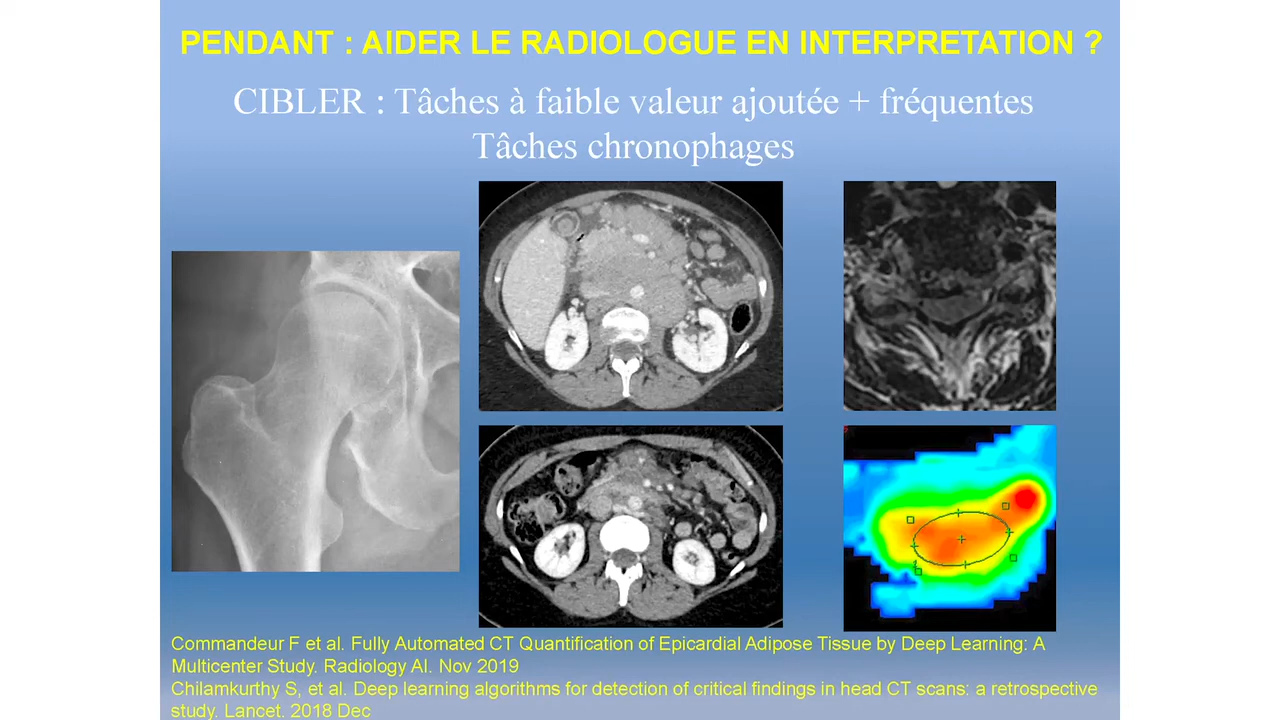 PENDANT : AIDER LE RADIOLOGUE EN INTERPRETATION ?
CIBLER : Tâches à faible valeur ajoutée + fréquentes
Tâches chronophages
Commandeur F et al. Fully Automated CT Quantification of Epicardial Adipose Tissue by Deep Learning: A
Multicenter Study. Radiology AI. Nov 2019
Chilamkurthy S, et al. Deep learning algorithms for detection of critical findings in head CT scans: a retrospective
study. Lancet. 2018 Dec